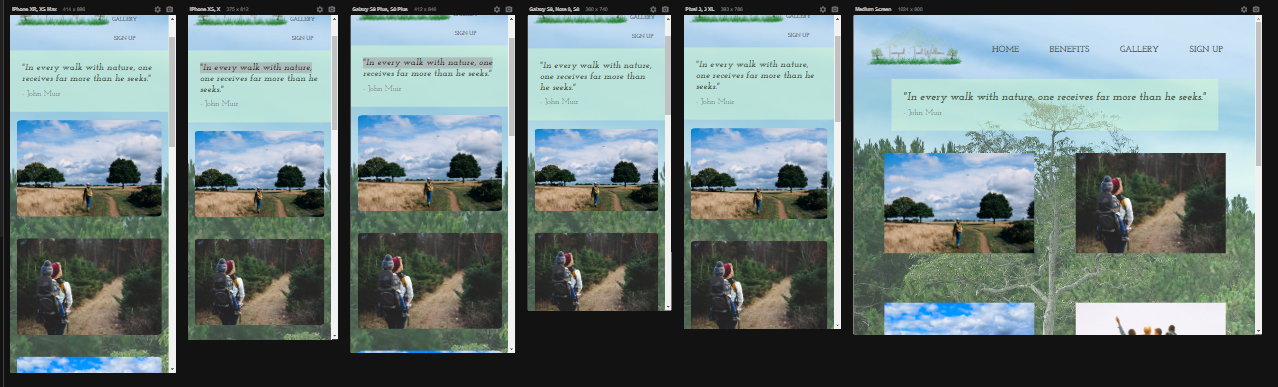 iPhone XR, XS Max 414 x 896
GALLERY
SIGN UP
"In every walk with nature, one
receives far more than he seeks."
- John Muir
iPhone XS, X 375 x 812
GALLERY
SIGN UP
"In every walk with nature,
one receives far more than he
seeks."
- John Muir
Galaxy S9 Plus, S8 Plus 412 x 846
GALLERY
SIGN UP
"In every walk with nature, one
receives far more than he seeks."
- John Muir
Galaxy S9, Note 8, S8 360 x 740
GALLERY
SIGN UP
"In every walk with nature,
one receives far more than
he seeks."
- John Muir
Pixel 3, 3 XL 393 x 786
GALLERY
SIGN UP
"In every walk with nature,
one receives far more than he
seeks."
- John Muir
Medium Screen 1024 x 800
HOME BENEFITS GALLERY SIGN UP
"In every walk with nature, one receives far more than he seeks."
- John Muir